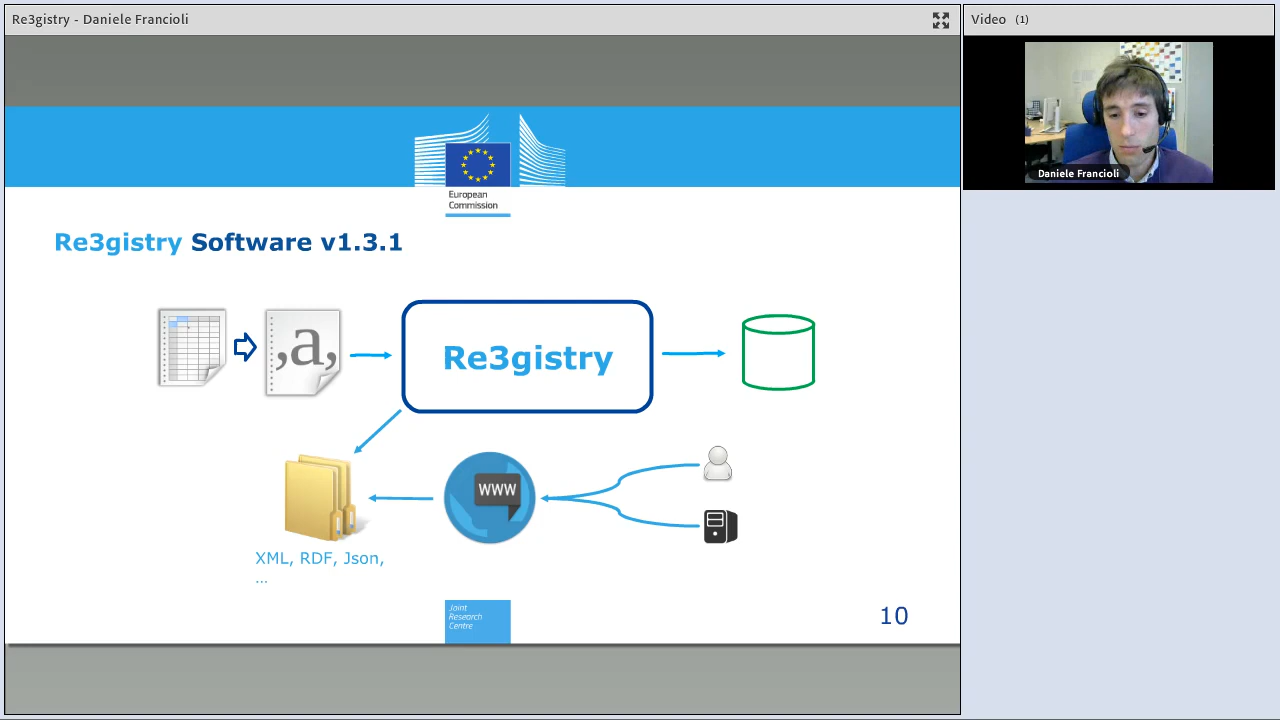 Re3gistry - Daniele Francioli
Video (1)
Daniele Francioli
European
Commission
Re3gistry Software v1.3.1
,a,
Re3gistry
WWW
XML, RDF, Json,
...
Joint
Research
Centre
10